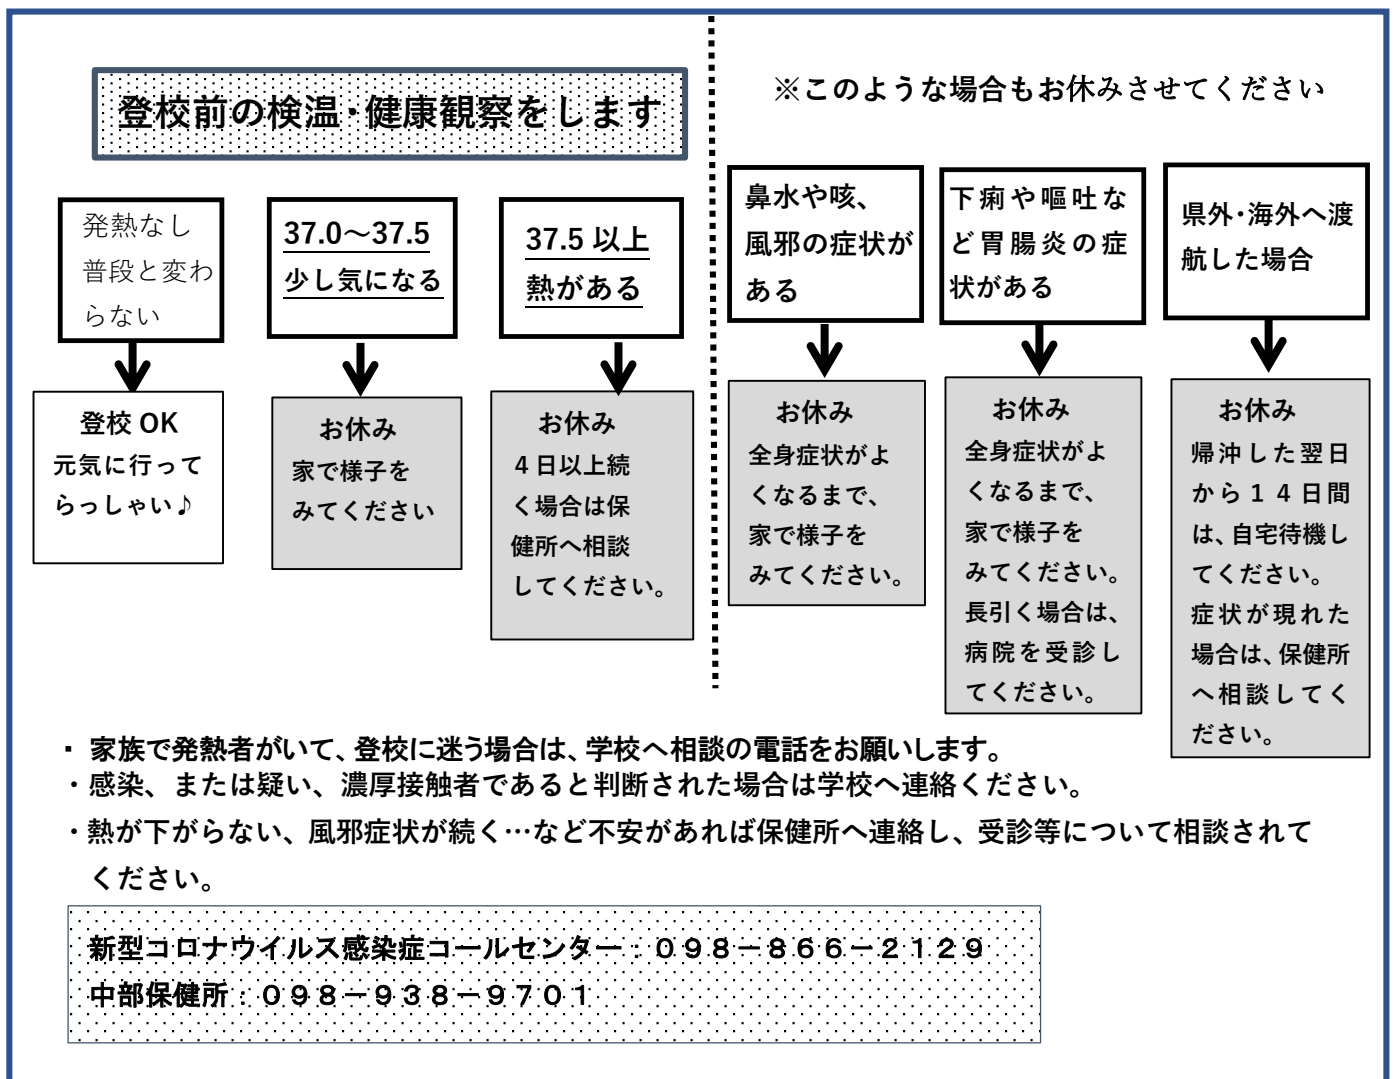 登校前の検温・健康観察をします
発熱なし
普段と変わ
らない
登校 OK
元気に行って
らっしゃい♪
37.0～37.5
少し気になる
お休み
家で様子を
みてください
37.5 以上
熱がある
お休み
４日以上続
く場合は保
健所へ相談
してください。
※このような場合もお休みさせてください
鼻水や咳、
風邪の症状が
ある
お休み
全身症状がよ
くなるまで、
家で様子を
みてください。
下痢や嘔吐な
ど胃腸炎の症
状がある
お休み
全身症状がよ
くなるまで、
家で様子を
みてください。
長引く場合は、
病院を受診し
てください。
県外・海外へ渡
航した場合
お休み
帰沖した翌日
から１４日間
は、自宅待機し
てください。
症状が現れた
場合は、保健所
へ相談してく
ださい。
・ 家族で発熱者がいて、登校に迷う場合は、学校へ相談の電話をお願いします。
・感染、または疑い、濃厚接触者であると判断された場合は学校へ連絡ください。
・熱が下がらない、風邪症状が続く…など不安があれば保健所へ連絡し、受診等について相談されて
ください。
新型コロナウイルス感染症コールセンター：０９８－８６６－２１２９
中部保健所：０９８－９３８－９７０１